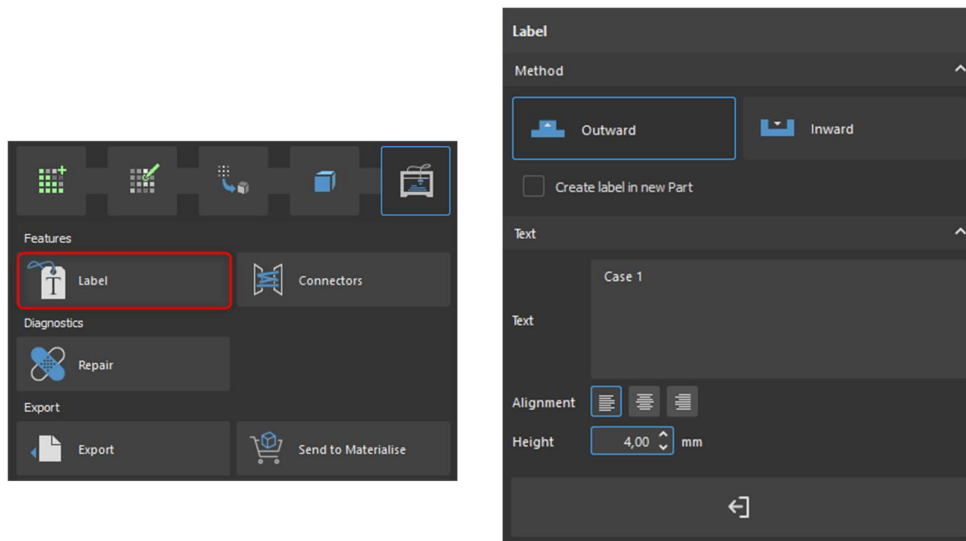 Features
Label
Connectors
Diagnostics
Repair
Export
Export
Send to Materialise
Label
Method
Outward
Inward
Create label in new Part
Text
Text
Case 1
Alignment
Height
4,00
mm